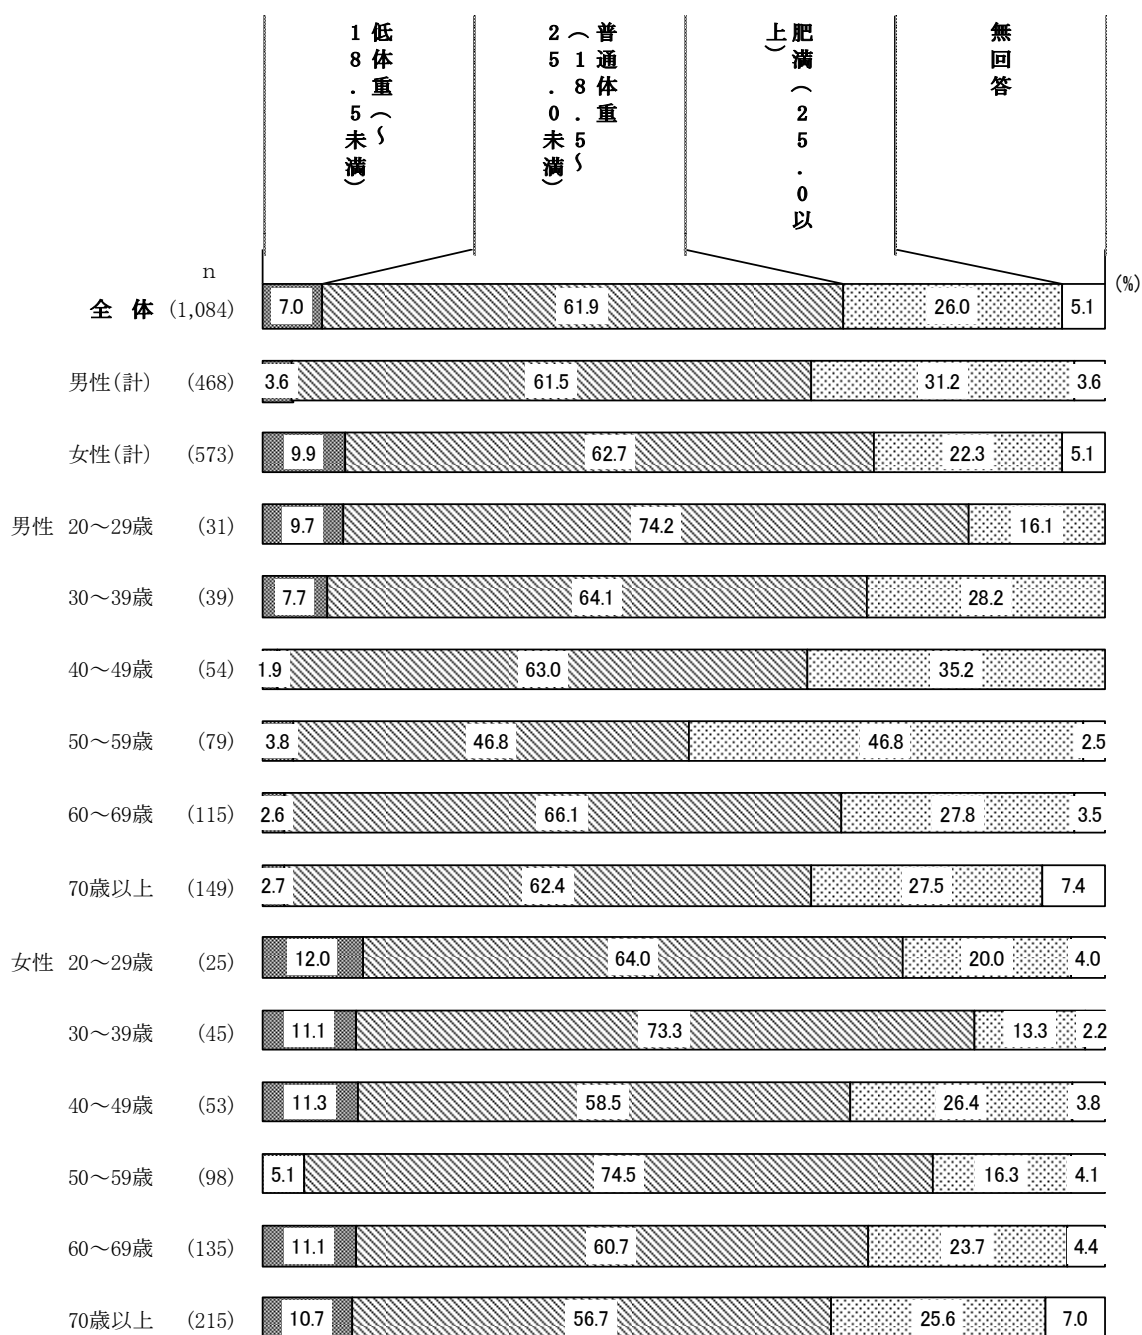 低体重(~
18.5未満)
普通体重
(18.5~
25.0未満)
肥満(25.0以
上)
無回答
(%)
n
全 体 (1,084) 7.0 61.9 26.0 5.1
男性(計) (468) 3.6 61.5 31.2 3.6
女性(計) (573) 9.9 62.7 22.3 5.1
男性 20~29歳 (31) 9.7 74.2 16.1
30~39歳 (39) 7.7 64.1 28.2
40~49歳 (54) 1.9 63.0 35.2
50~59歳 (79) 3.8 46.8 46.8 2.5
60~69歳 (115) 2.6 66.1 27.8 3.5
70歳以上 (149) 2.7 62.4 27.5 7.4
女性 20~29歳 (25) 12.0 64.0 20.0 4.0
30~39歳 (45) 11.1 73.3 13.3 2.2
40~49歳 (53) 11.3 58.5 26.4 3.8
50~59歳 (98) 5.1 74.5 16.3 4.1
60~69歳 (135) 11.1 60.7 23.7 4.4
70歳以上 (215) 10.7 56.7 25.6 7.0